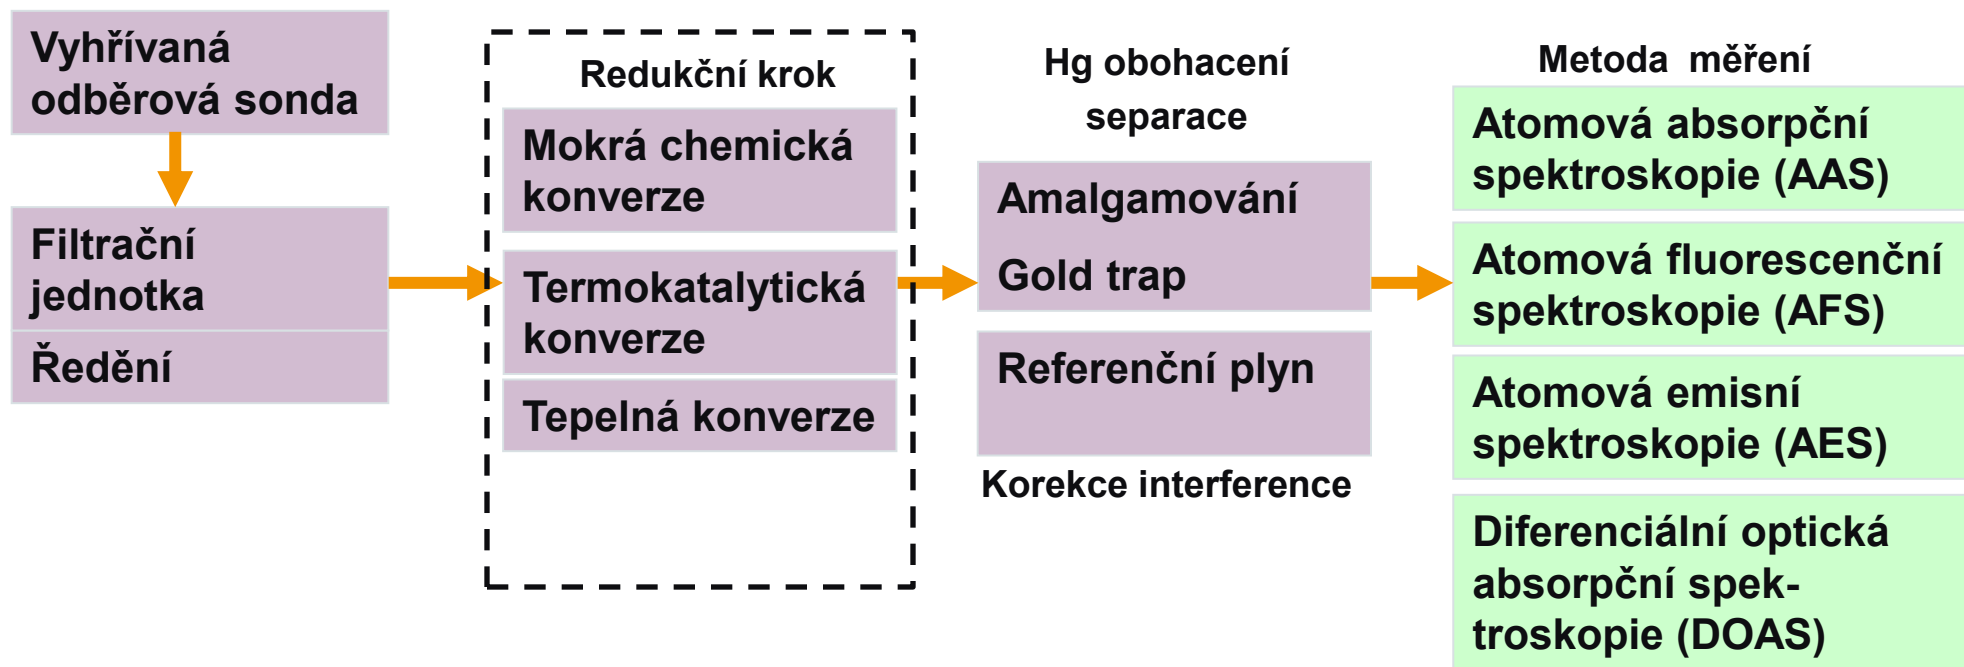 Vyhřívaná
odběrová sonda
Filtrační
jednotka
Ředění
Redukční krok
Mokrá chemická
konverze
Termokatalytická
konverze
Tepelná konverze
Hg obohacení
separace
Amalgamování
Gold trap
Referenční plyn
Korekce interference
Metoda měření
Atomová absorpční
spektroskopie (AAS)
Atomová fluorescenční
spektroskopie (AFS)
Atomová emisní
spektroskopie (AES)
Diferenciální optická
absorpční spek-
troskopie (DOAS)